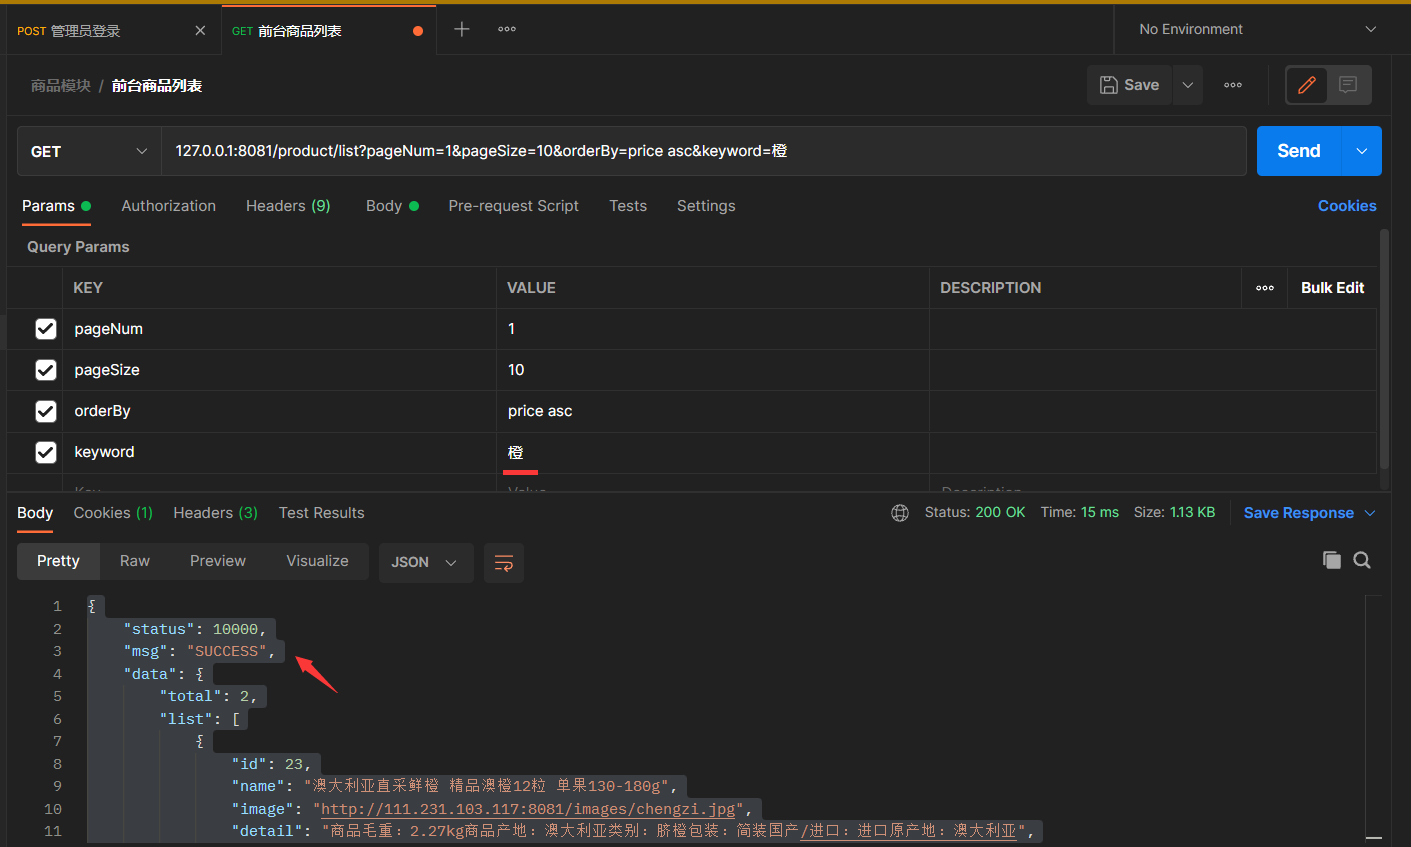 POST 管理员登录
GET 前台商品列表
No Environment
商品模块 / 前台商品列表
Save
GET
127.0.0.1:8081/product/list?pageNum=1&pageSize=10&orderBy=price asc&keyword=橙
Send
Params Authorization Headers (9) Body Pre-request Script Tests Settings Cookies
Query Params
KEY VALUE DESCRIPTION Bulk Edit
pageNum 1
pageSize 10
orderBy price asc
keyword 橙
Key Value Description
Body Cookies (1) Headers (3) Test Results Status: 200 OK Time: 15 ms Size: 1.13 KB Save Response
Pretty Raw Preview Visualize JSON
1 {
2 "status": 10000,
3 "msg": "SUCCESS",
4 "data": {
5 "total": 2,
6 "list": [
7 {
8 "id": 23,
9 "name": "澳大利亚直采鲜橙 精品澳橙12粒 单果130-180g",
10 "image": "http://111.231.103.117:8081/images/chengzi.jpg",
11 "detail": "商品毛重：2.27kg商品产地：澳大利亚类别：脐橙包装：简装国产/进口：进口原产地：澳大利亚",